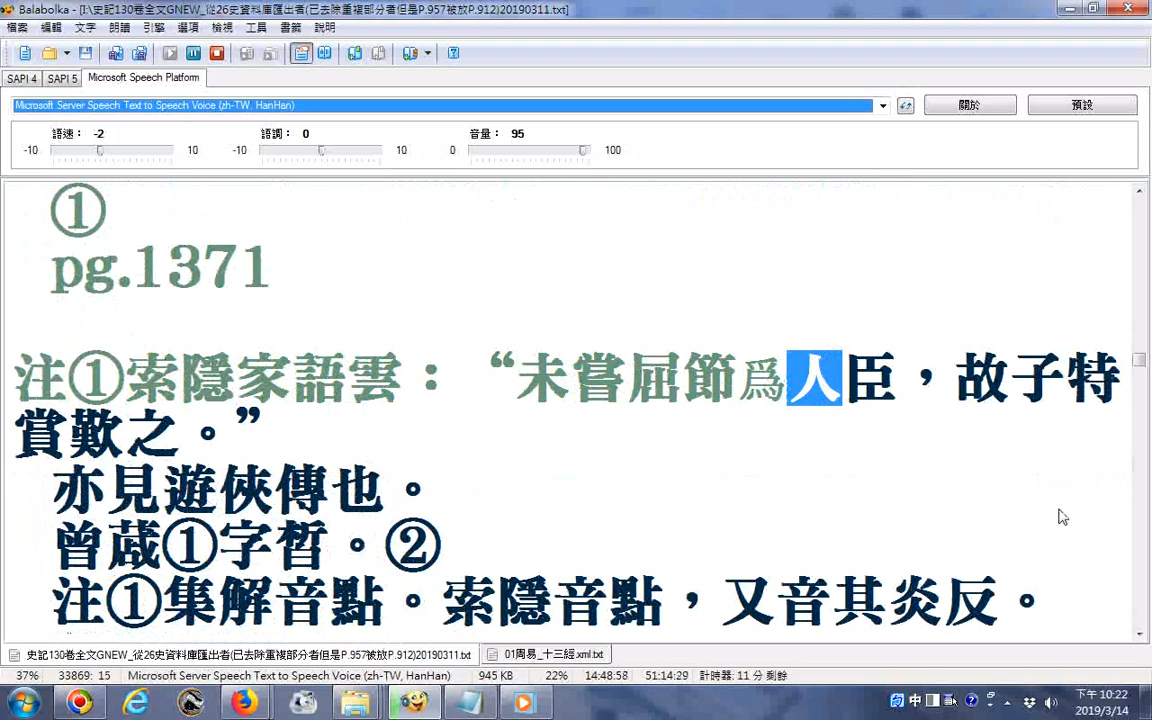 Balabolka - [I:\史記130卷全文GNEW_從26史資料庫匯出者(已去除重複部分者但是P.957被放P.912)20190311.txt]
檔案 編輯 文字 朗讀 引擎 選項 檢視 工具 書籤 說明
SAPI 4 SAPI 5 Microsoft Speech Platform
Microsoft Server Speech Text to Speech Voice (zh-TW, HanHan) 關於 預設
語速： -2 語調： 0 音量： 95
-10 10 -10 10 0 100
①
pg.1371
注①索隱家語雲：“未嘗屈節爲人臣，故子特
賞歎之。”
亦見遊俠傳也。
曾蒧①字晳。②
注①集解音點。索隱音點，又音其炎反。
史記130卷全文GNEW_從26史資料庫匯出者(已去除重複部分者但是P.957被放P.912)20190311.txt 01周易_十三經.xml.txt
37% 33869: 15 Microsoft Server Speech Text to Speech Voice (zh-TW, HanHan) 945 KB 22% 14:48:58 51:14:29 計時器: 11 分 剩餘
中 下午 10:22
2019/3/14